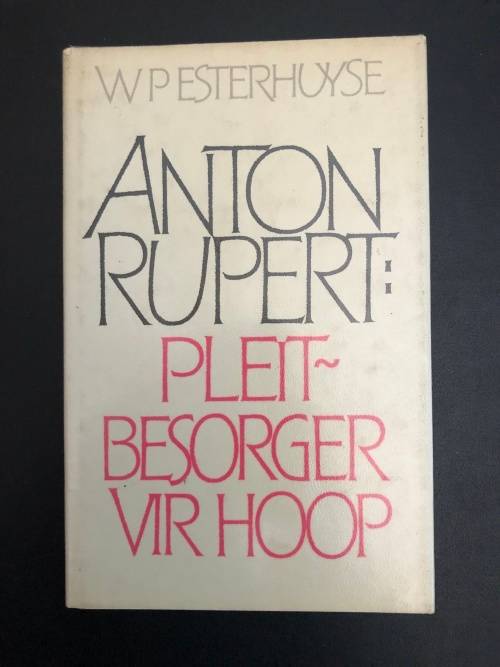 W P ESTERHUYSE
ANTON
RUPERT:
PLEIT~
BESORGER
VIR HOOP